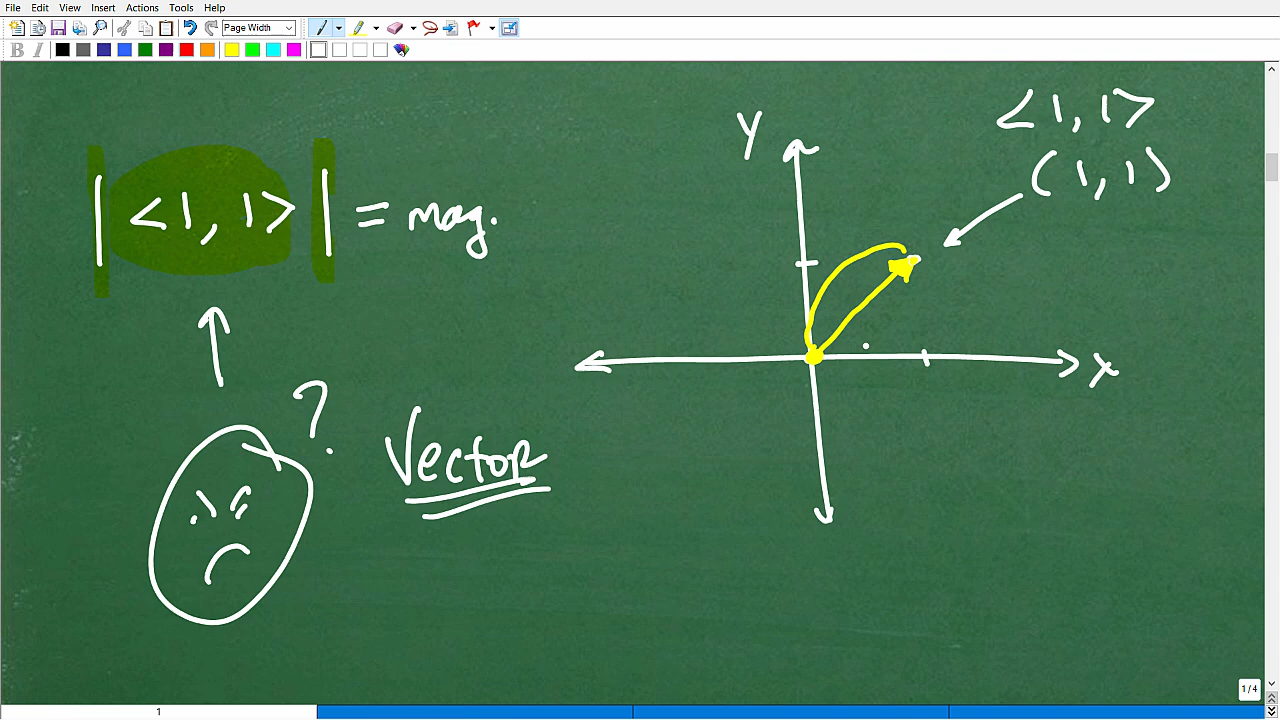 File Edit View Insert Actions Tools Help
Page Width
B I
<1, 1>
Y
(1, 1)
| <1, 1> | = mag.
X
?
Vector
1/4
1